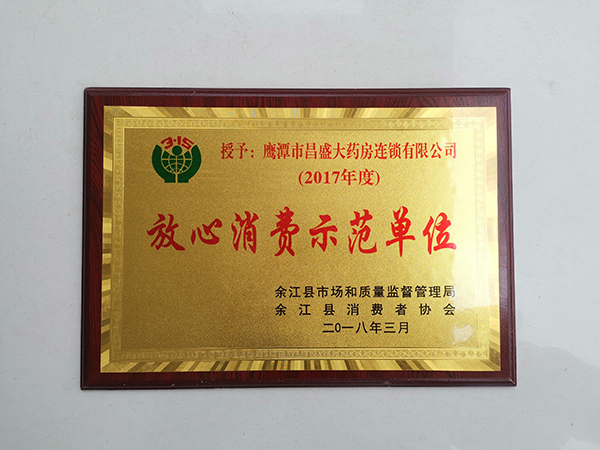 3·15
授予：鹰潭市昌盛大药房连锁有限公司
(2017年度)
放心消费示范单位
余江县市场和质量监督管理局
余江县消费者协会
二〇一八年三月